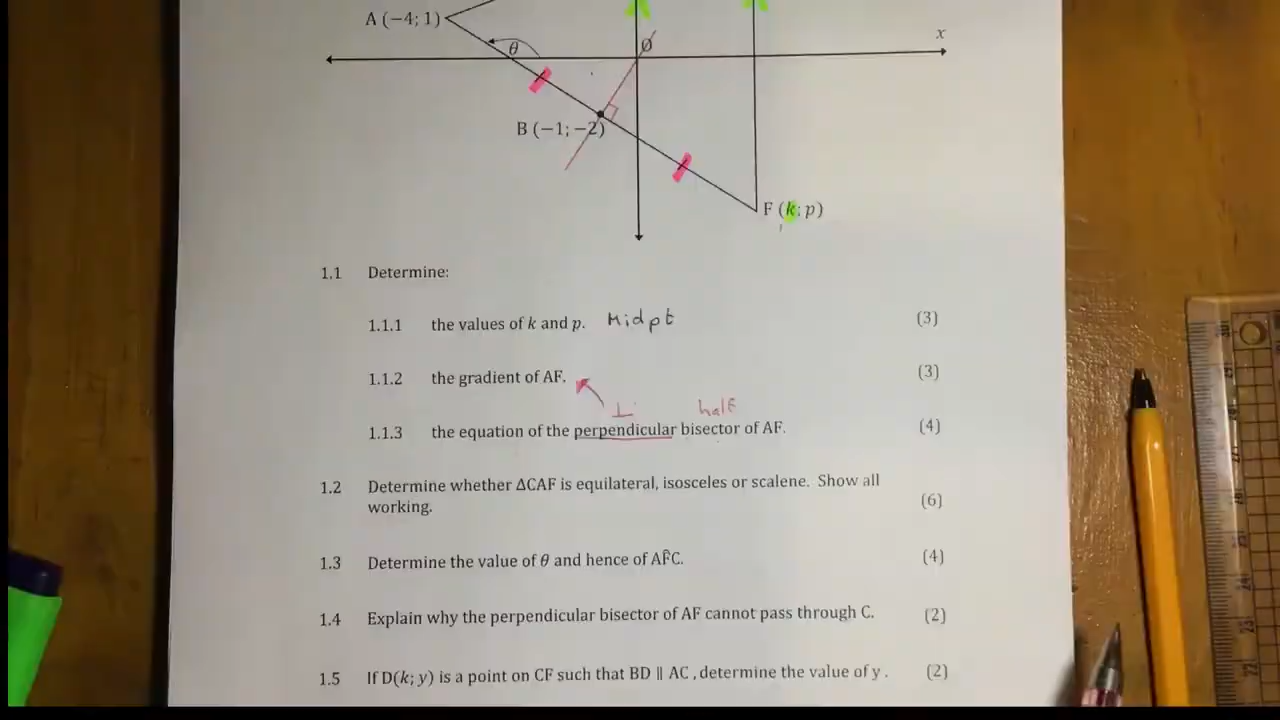 A (−4; 1)
x
θ
O
B (−1; −2)
F (k; p)
1.1 Determine:
1.1.1 the values of k and p. Midpt (3)
1.1.2 the gradient of AF. (3)
⊥ half
1.1.3 the equation of the perpendicular bisector of AF. (4)
1.2 Determine whether ΔCAF is equilateral, isosceles or scalene. Show all
working. (6)
1.3 Determine the value of θ and hence of AF̂C. (4)
1.4 Explain why the perpendicular bisector of AF cannot pass through C. (2)
1.5 If D(k; y) is a point on CF such that BD ∥ AC, determine the value of y. (2)